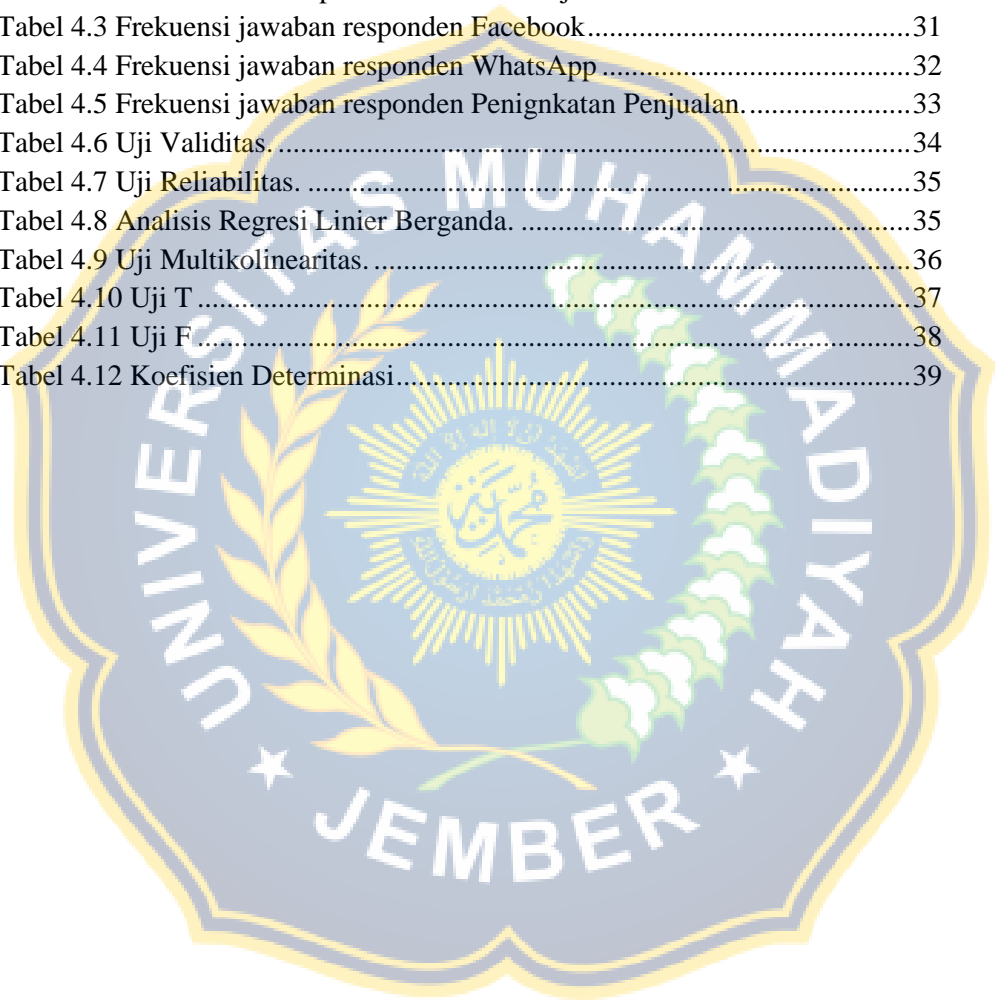 Tabel 4.3 Frekuensi jawaban responden Facebook....................................................31
Tabel 4.4 Frekuensi jawaban responden WhatsApp ..................................................32
Tabel 4.5 Frekuensi jawaban responden Penignkatan Penjualan...........................33
Tabel 4.6 Uji Validitas. ................................................................................................34
Tabel 4.7 Uji Reliabilitas. ............................................................................................35
Tabel 4.8 Analisis Regresi Linier Berganda. ..............................................................35
Tabel 4.9 Uji Multikolinearitas. ..................................................................................36
Tabel 4.10 Uji T ...........................................................................................................37
Tabel 4.11 Uji F............................................................................................................38
Tabel 4.12 Koefisien Determinasi................................................................................39
UNIVERSITAS MUHAMMADIYAH
JEMBER